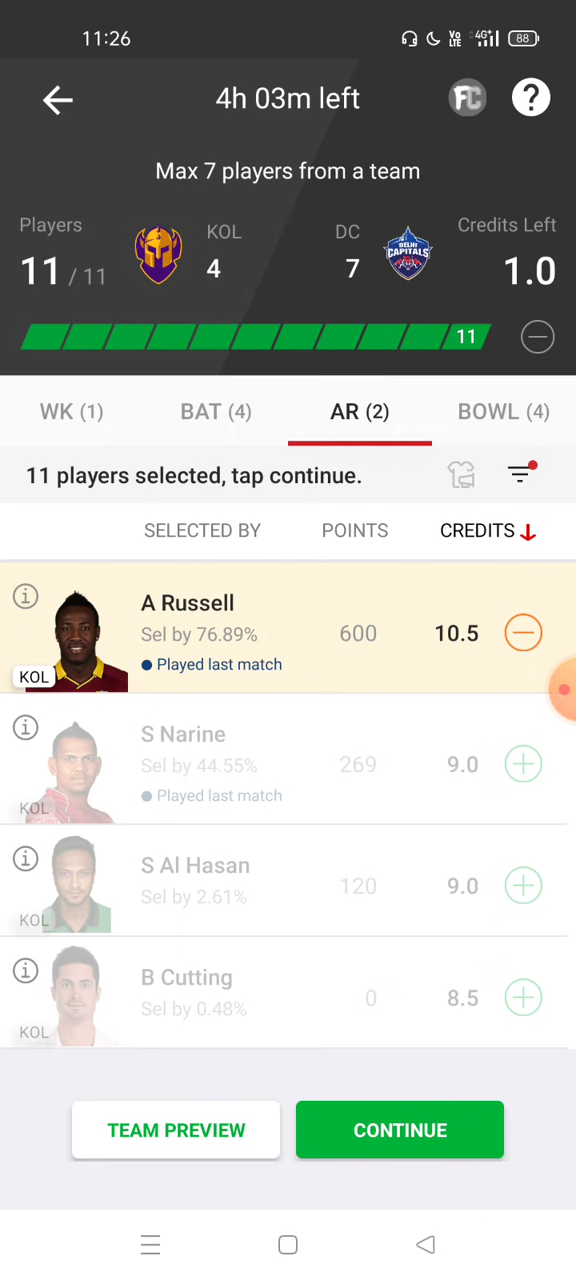 11:26
Vo LTE 4G+ 88
4h 03m left
FC ?
Max 7 players from a team
Players KOL DC Credits Left
11 / 11 4 DELHI CAPITALS 7 1.0
11
WK (1) BAT (4) AR (2) BOWL (4)
11 players selected, tap continue.
SELECTED BY POINTS CREDITS
A Russell
Sel by 76.89% 600 10.5
Played last match
KOL
S Narine
Sel by 44.55% 269 9.0
Played last match
KOL
S Al Hasan
Sel by 2.61% 120 9.0
KOL
B Cutting
Sel by 0.48% 0 8.5
KOL
TEAM PREVIEW CONTINUE